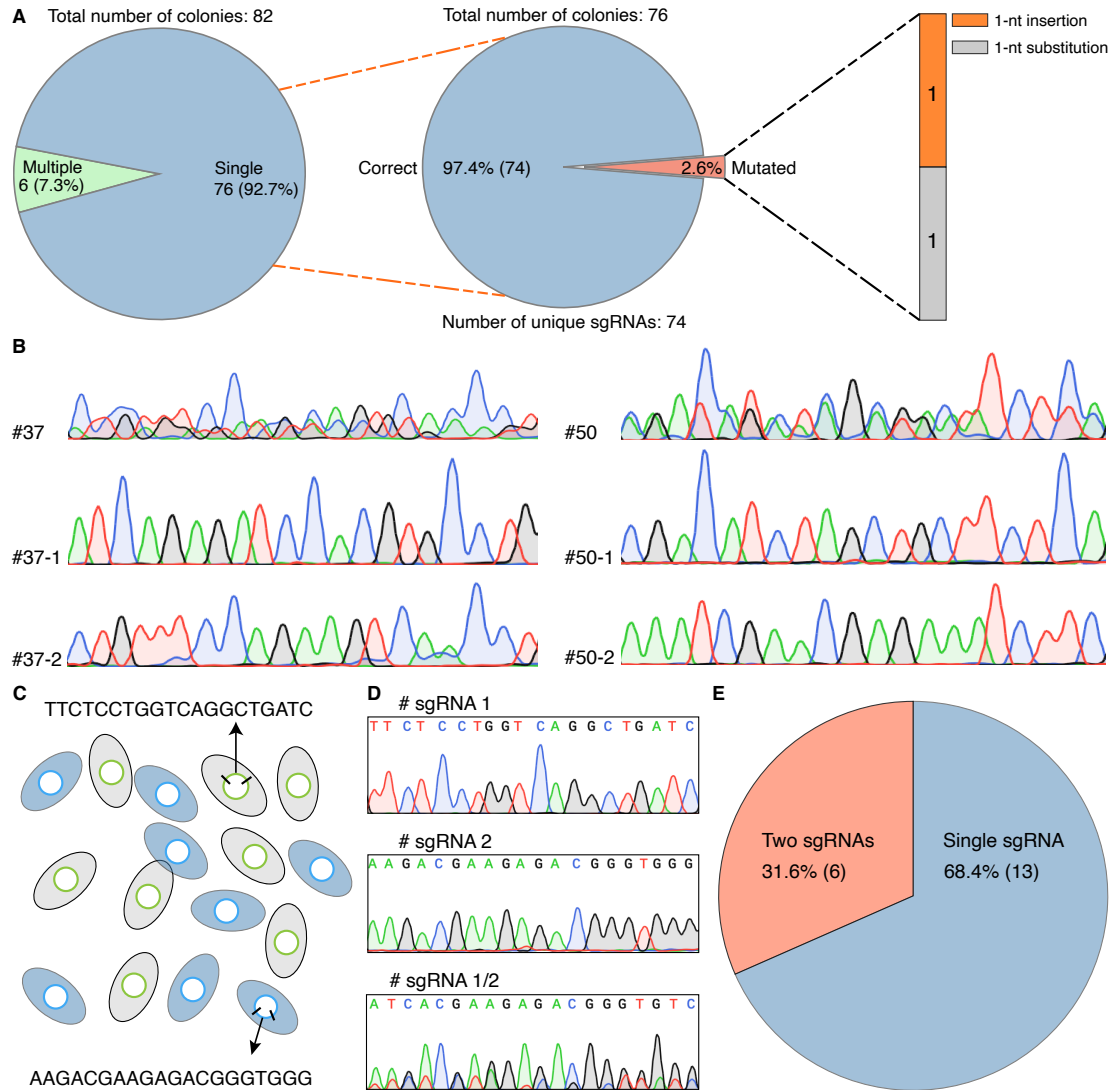 A
Total number of colonies: 82
Multiple
6 (7.3%)
Single
76 (92.7%)
Total number of colonies: 76
Correct
97.4% (74)
2.6%
Mutated
Number of unique sgRNAs: 74
1
1
1-nt insertion
1-nt substitution
B
#37
#50
#37-1
#50-1
#37-2
#50-2
C
TTCTCCTGGTCAGGCTGATC
AAGACGAAGAGACGGGTGGG
D
# sgRNA 1
T T C T C C T G G T C A G G C T G A T C
# sgRNA 2
A A G A C G A A G A G A C G G G T G G G
# sgRNA 1/2
A T C A C G A A G A G A C G G G T G T C
E
Two sgRNAs
31.6% (6)
Single sgRNA
68.4% (13)